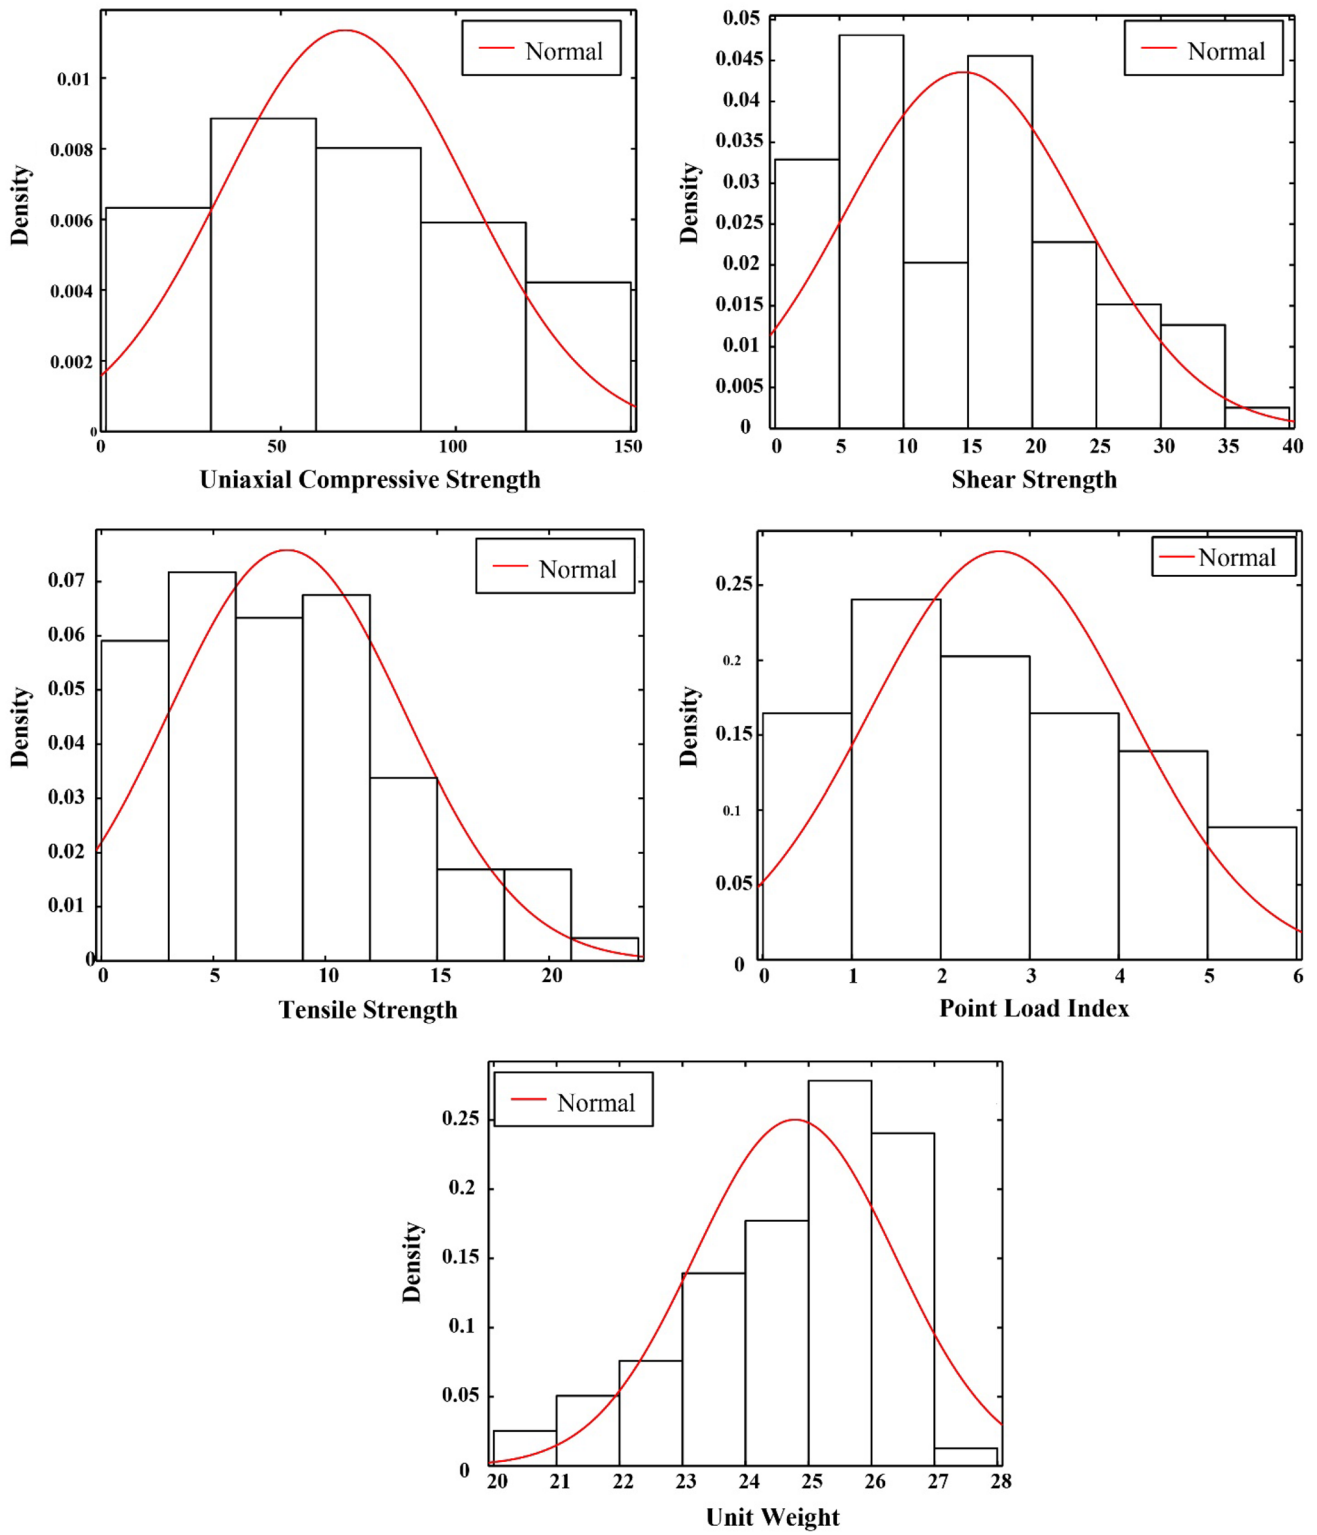 Normal
Density
0.01
0.008
0.006
0.004
0.002
0
0 50 100 150
Uniaxial Compressive Strength
Normal
Density
0.05
0.045
0.04
0.035
0.03
0.025
0.02
0.015
0.01
0.005
0
0 5 10 15 20 25 30 35 40
Shear Strength
Normal
Density
0.07
0.06
0.05
0.04
0.03
0.02
0.01
0
0 5 10 15 20
Tensile Strength
Normal
Density
0.25
0.2
0.15
0.1
0.05
0
0 1 2 3 4 5 6
Point Load Index
Normal
Density
0.25
0.2
0.15
0.1
0.05
0
20 21 22 23 24 25 26 27 28
Unit Weight